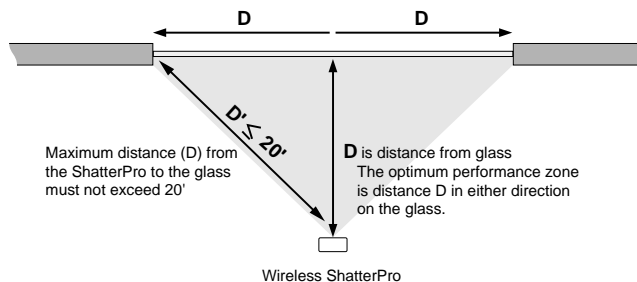 D D
D' ≤ 20'
Maximum distance (D) from
the ShatterPro to the glass
must not exceed 20'
D is distance from glass
The optimum performance zone
is distance D in either direction
on the glass.
Wireless ShatterPro